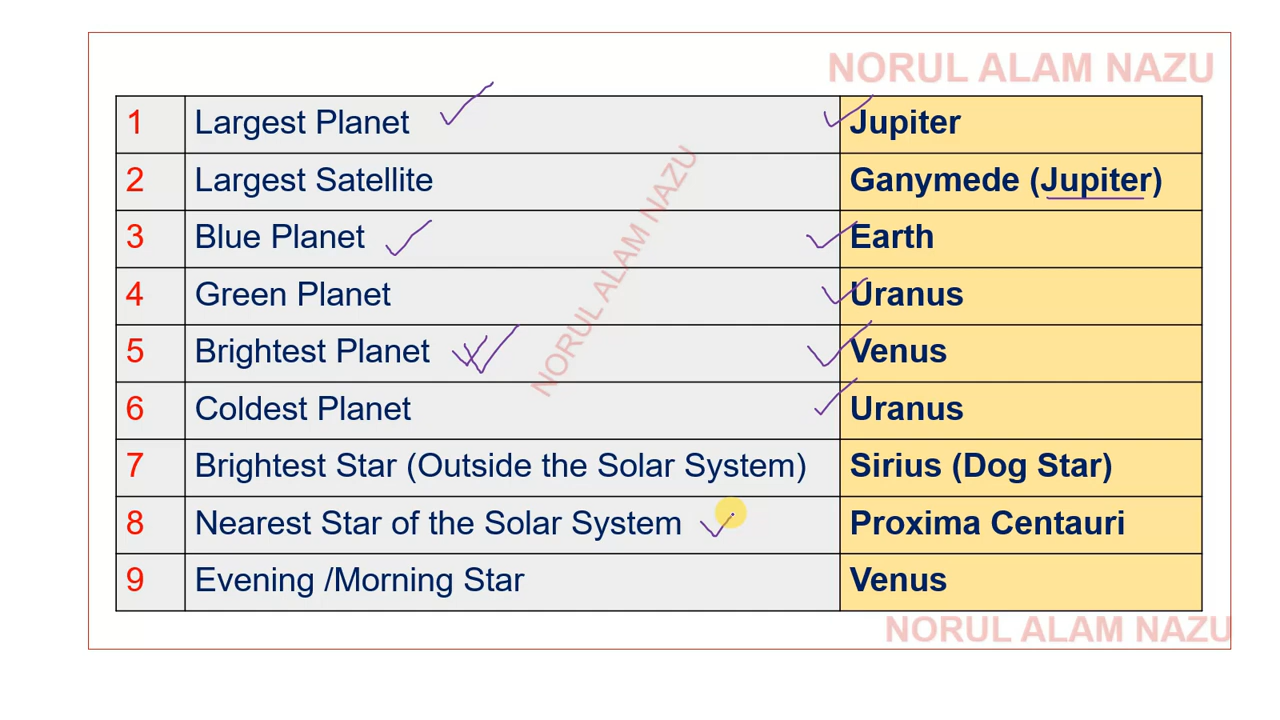 NORUL ALAM NAZU
1 Largest Planet Jupiter
2 Largest Satellite Ganymede (Jupiter)
3 Blue Planet Earth
4 Green Planet Uranus
5 Brightest Planet Venus
6 Coldest Planet Uranus
7 Brightest Star (Outside the Solar System) Sirius (Dog Star)
8 Nearest Star of the Solar System Proxima Centauri
9 Evening /Morning Star Venus
NORUL ALAM NAZU
NORUL ALAM NAZU